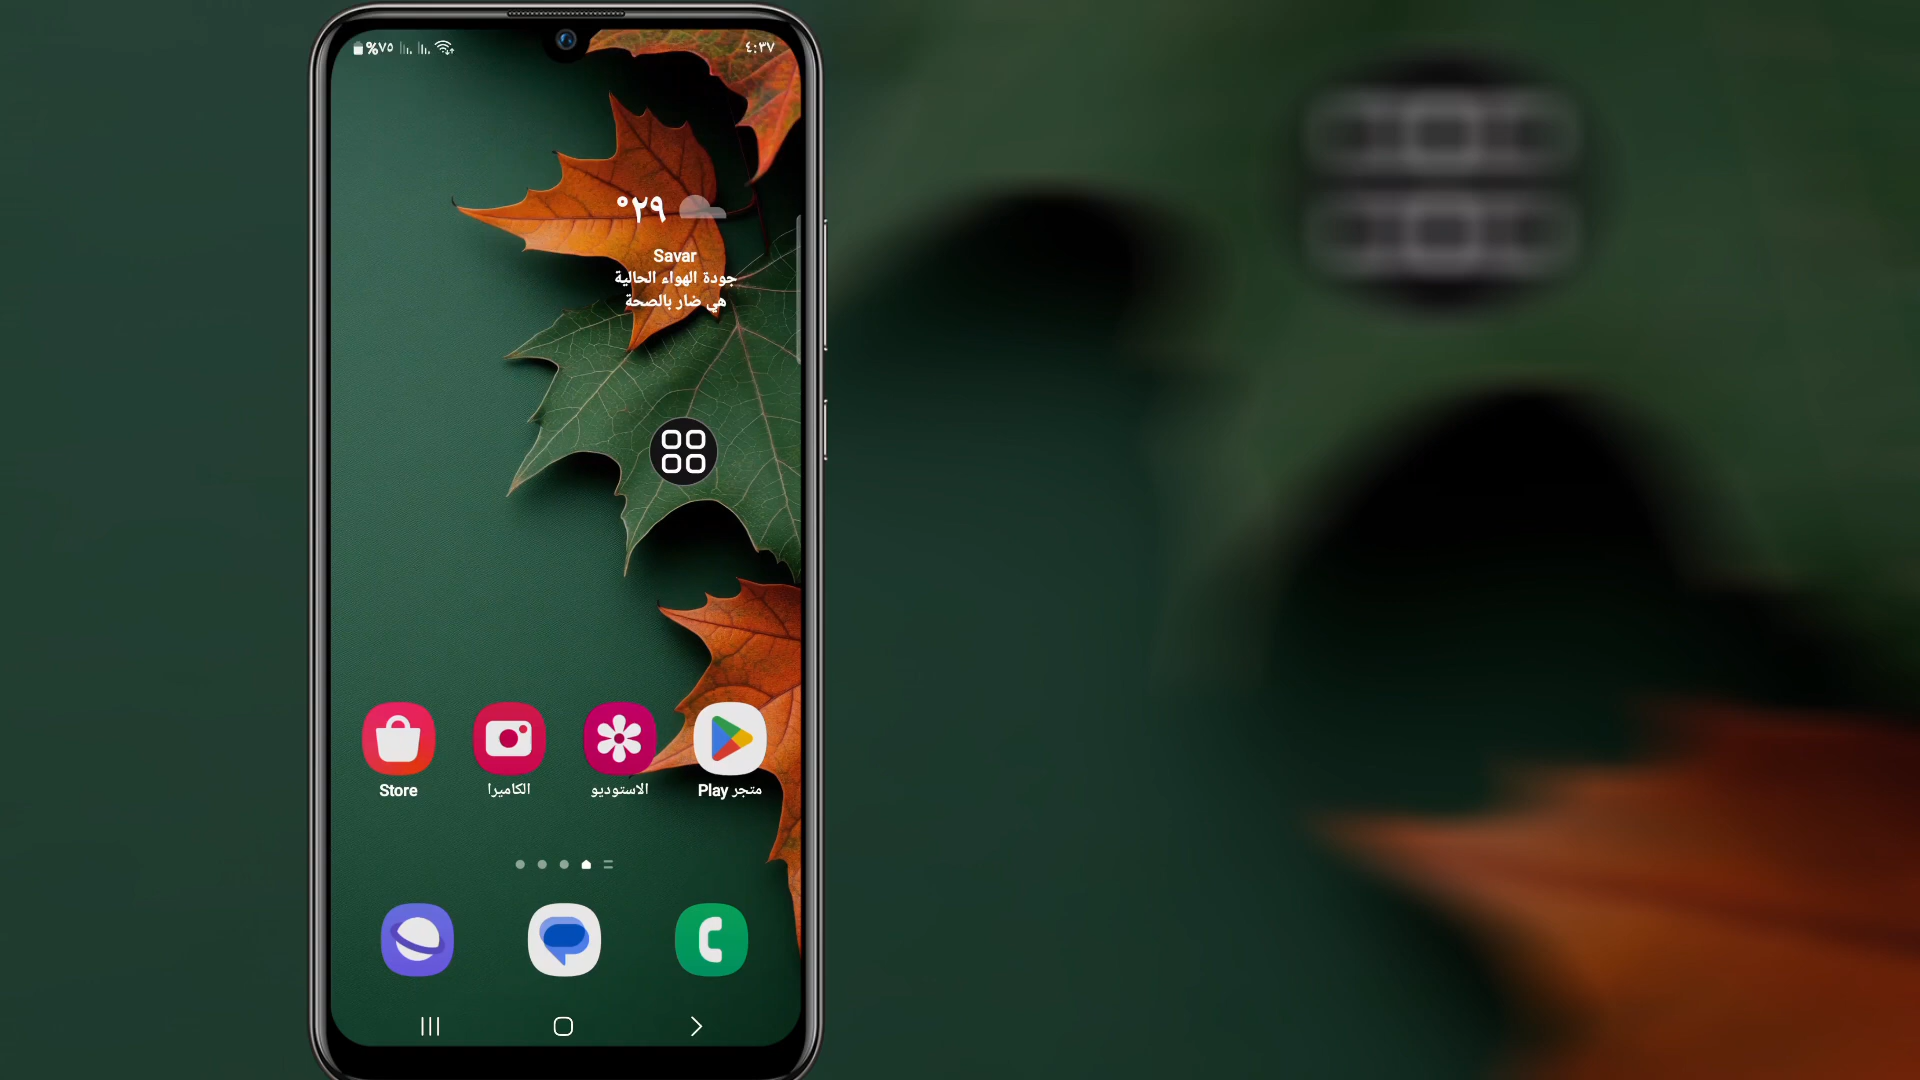 %٧٥
٤:٣٧
°٢٩
Savar
جودة الهواء الحالية
هي ضار بالصحة
متجر Play
الاستوديو
الكاميرا
Store